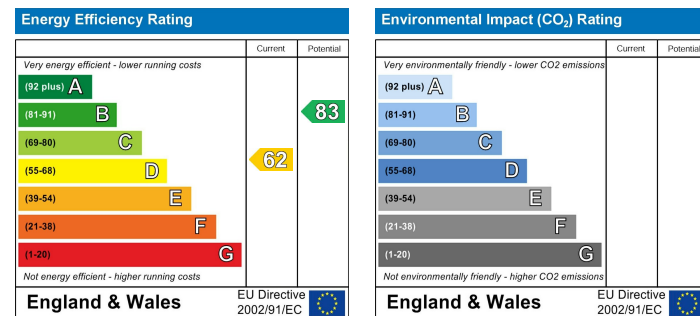 Energy Efficiency Rating
Current Potential
Very energy efficient - lower running costs
(92 plus) A
(81-91) B
83
(69-80) C
(55-68) D
62
(39-54) E
(21-38) F
(1-20) G
Not energy efficient - higher running costs
England & Wales
EU Directive
2002/91/EC
Environmental Impact (CO₂) Rating
Current Potential
Very environmentally friendly - lower CO2 emissions
(92 plus) A
(81-91) B
(69-80) C
(55-68) D
(39-54) E
(21-38) F
(1-20) G
Not environmentally friendly - higher CO2 emissions
England & Wales
EU Directive
2002/91/EC